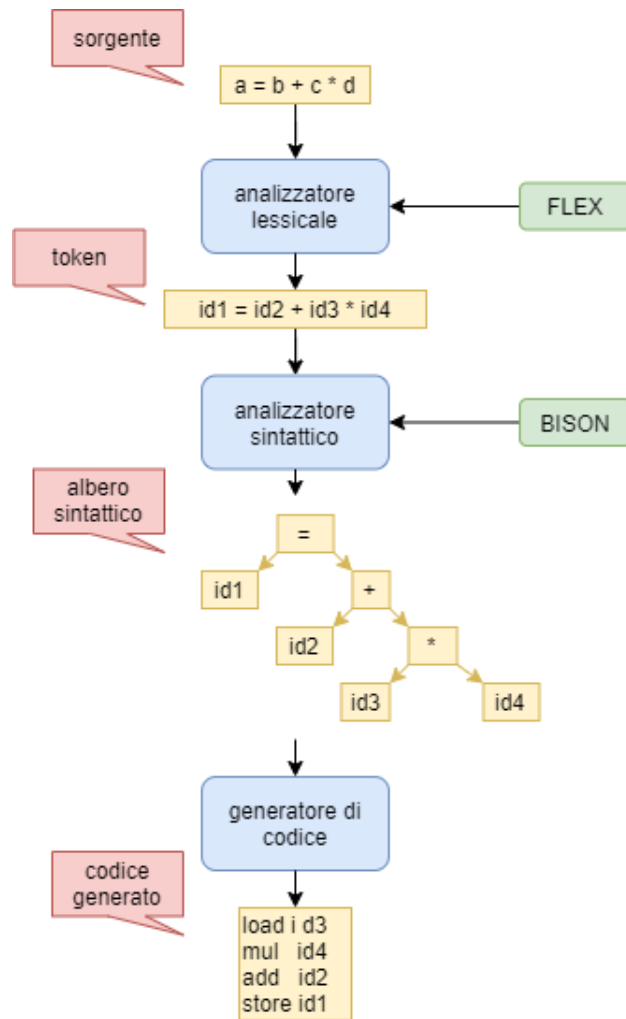 sorgente
a = b + c * d
analizzatore
lessicale
FLEX
token
id1 = id2 + id3 * id4
analizzatore
sintattico
BISON
albero
sintattico
=
id1
+
id2
*
id3
id4
generatore di
codice
codice
generato
load i d3
mul id4
add id2
store id1